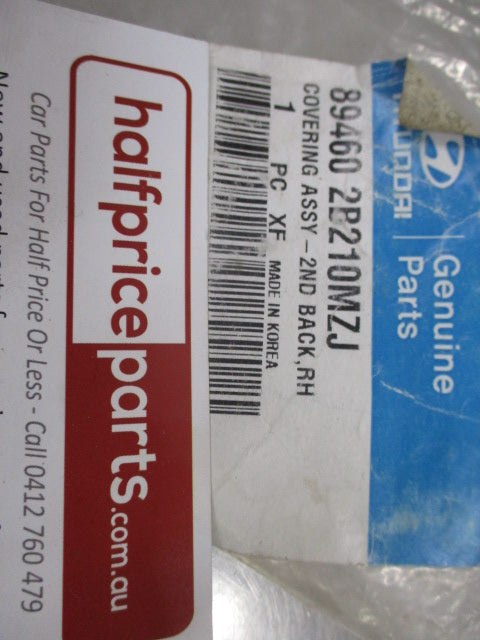 HYUNDAI
Genuine
Parts
89460 2B210MZJ
COVERING ASSY - 2ND BACK,RH
1 PC XF MADE IN KOREA
halfpriceparts.com.au
Car Parts For Half Price Or Less - Call 0412 760 479